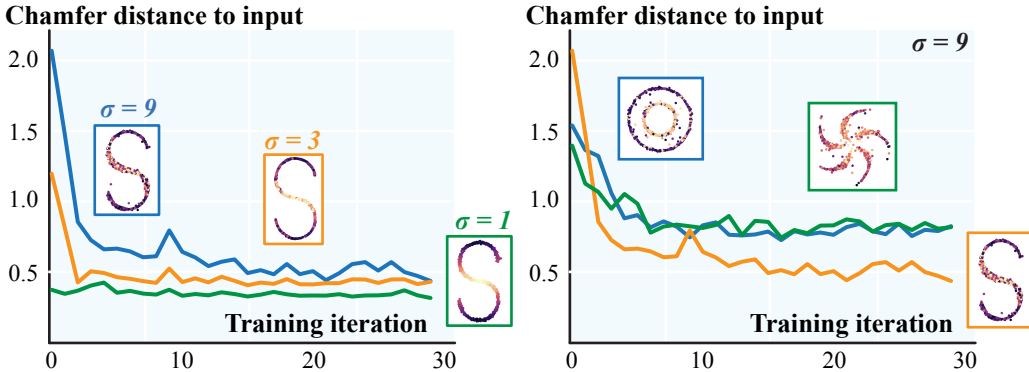 Chamfer distance to input
2.0
1.5
1.0
0.5
σ = 9
σ = 3
σ = 1
Training iteration
0
10
20
30
Chamfer distance to input
σ = 9
2.0
1.5
1.0
0.5
Training iteration
0
10
20
30